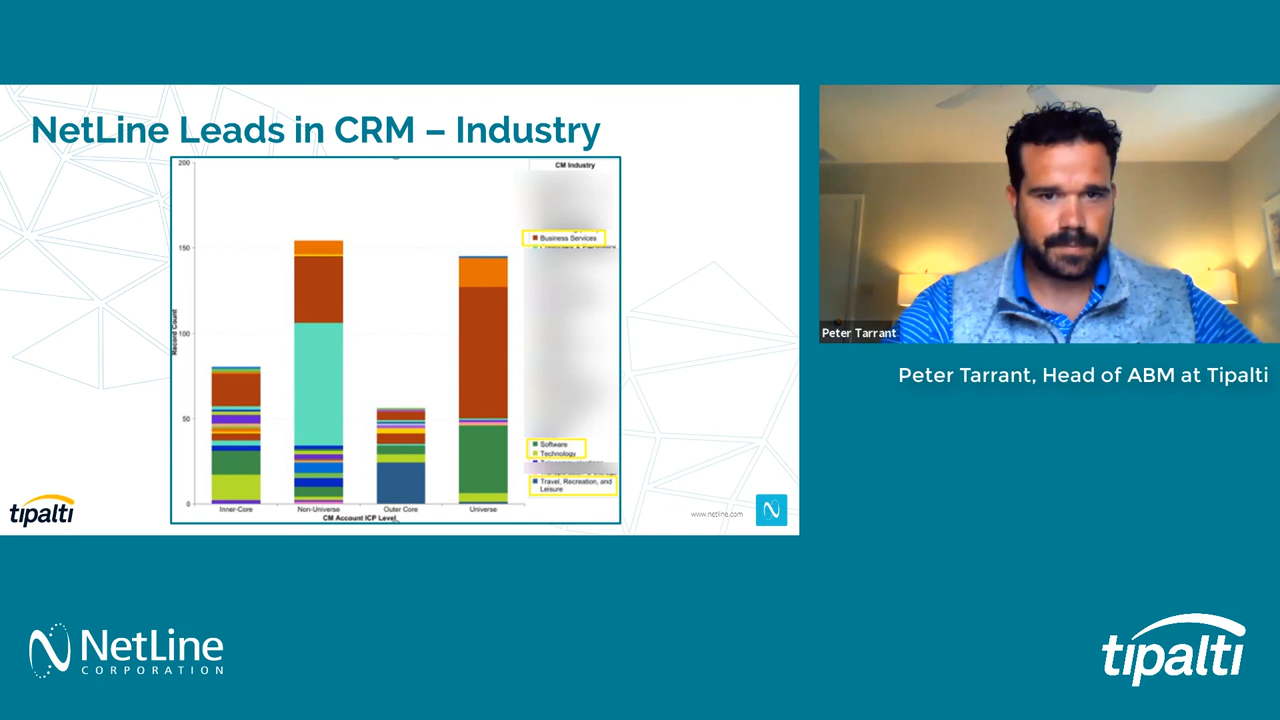 NetLine Leads in CRM – Industry
200
150
100
50
0
Record Count
Inner-Core
Non-Universe
Outer Core
Universe
CM Account ICP Level
CM Industry
Business Services
Software
Technology
Travel, Recreation, and
Leisure
tipalti
www.netline.com
Peter Tarrant
Peter Tarrant, Head of ABM at Tipalti
NetLine
CORPORATION
tipalti